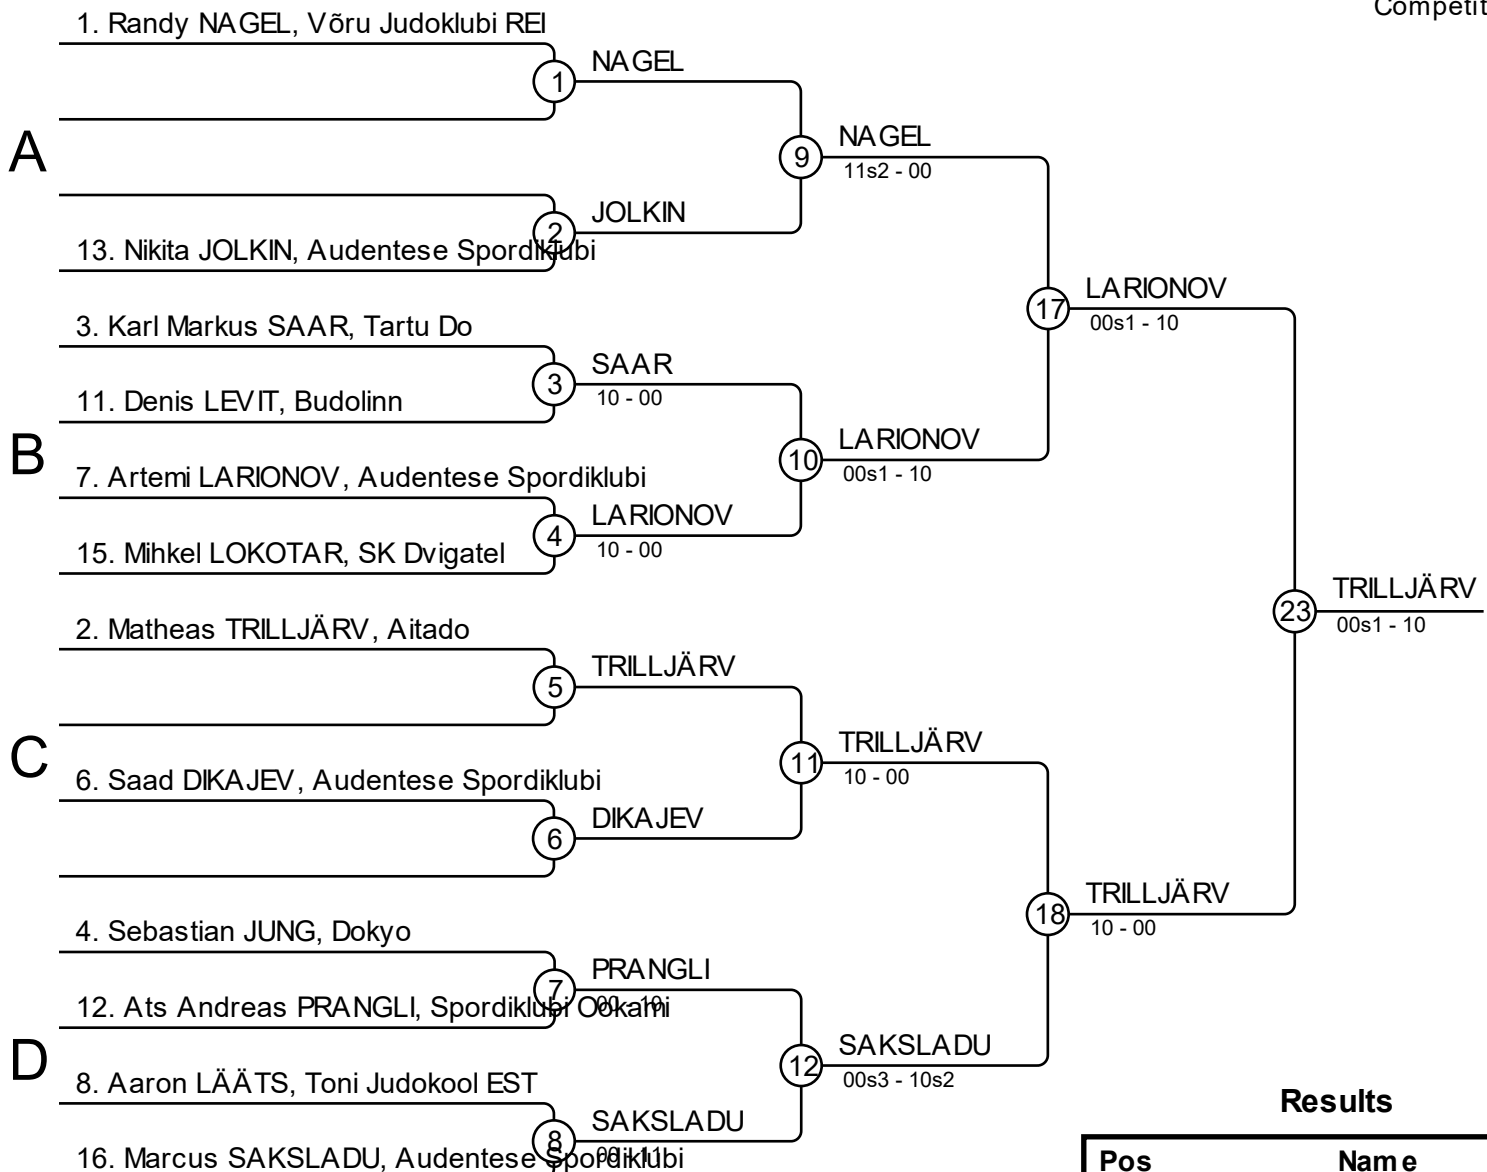 Competit
1. Randy NAGEL, Võru Judoklubi REI
1
NAGEL
A
9
NAGEL
11s2 - 00
2
JOLKIN
13. Nikita JOLKIN, Audentese Spordiklubi
17
LARIONOV
00s1 - 10
3. Karl Markus SAAR, Tartu Do
3
SAAR
10 - 00
11. Denis LEVIT, Budolinn
B
10
LARIONOV
00s1 - 10
7. Artemi LARIONOV, Audentese Spordiklubi
4
LARIONOV
10 - 00
15. Mihkel LOKOTAR, SK Dvigatel
23
TRILLJÄRV
00s1 - 10
2. Matheas TRILLJÄRV, Aitado
5
TRILLJÄRV
C
11
TRILLJÄRV
10 - 00
6. Saad DIKAJEV, Audentese Spordiklubi
6
DIKAJEV
18
TRILLJÄRV
10 - 00
4. Sebastian JUNG, Dokyo
7
PRANGLI
00 - 10
12. Ats Andreas PRANGLI, Spordiklubi Ookami
D
12
SAKSLADU
00s3 - 10s2
8. Aaron LÄÄTS, Toni Judokool EST
8
SAKSLADU
00 - 11
16. Marcus SAKSLADU, Audentese Spordiklubi
Results
Pos Name